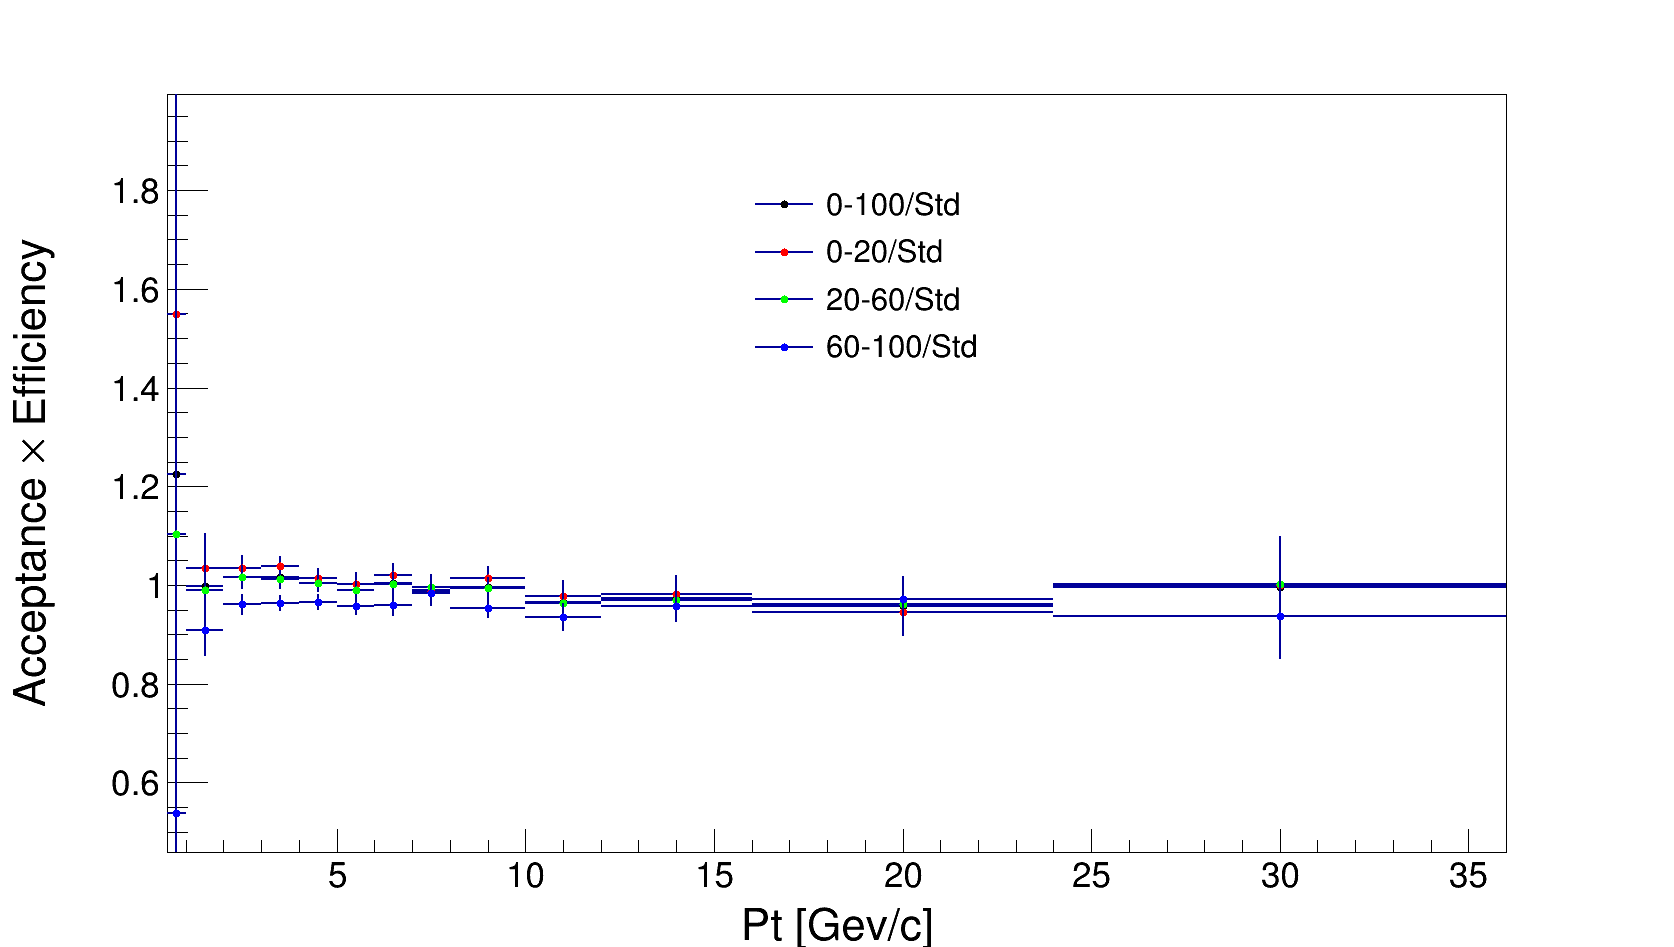 Acceptance × Efficiency
1.8
1.6
1.4
1.2
1
0.8
0.6
0-100/Std
0-20/Std
20-60/Std
60-100/Std
5 10 15 20 25 30 35
Pt [Gev/c]